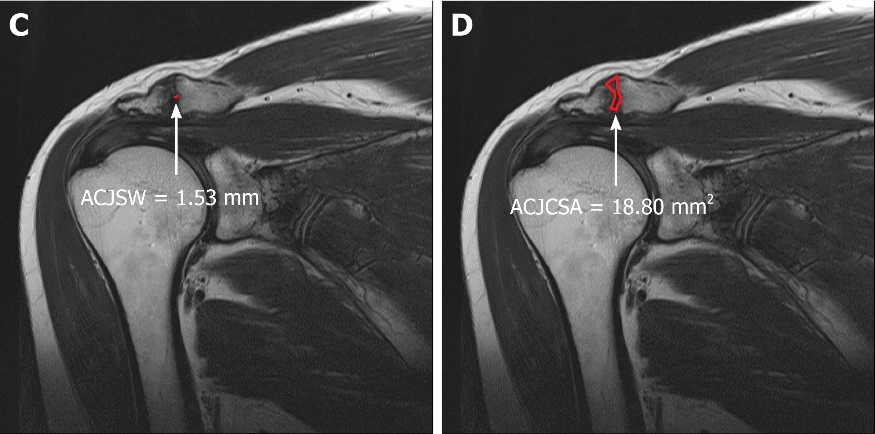 C
ACJSW = 1.53 mm
D
ACJCSA = 18.80 mm²